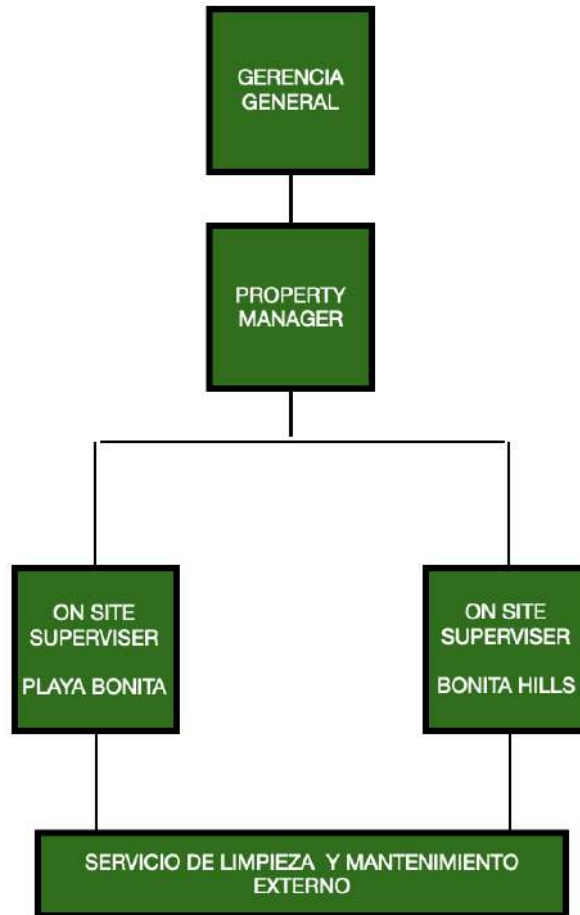 GERENCIA
GENERAL
PROPERTY
MANAGER
ON SITE
SUPERVISER
PLAYA BONITA
ON SITE
SUPERVISER
BONITA HILLS
SERVICIO DE LIMPIEZA Y MANTENIMIENTO
EXTERNO